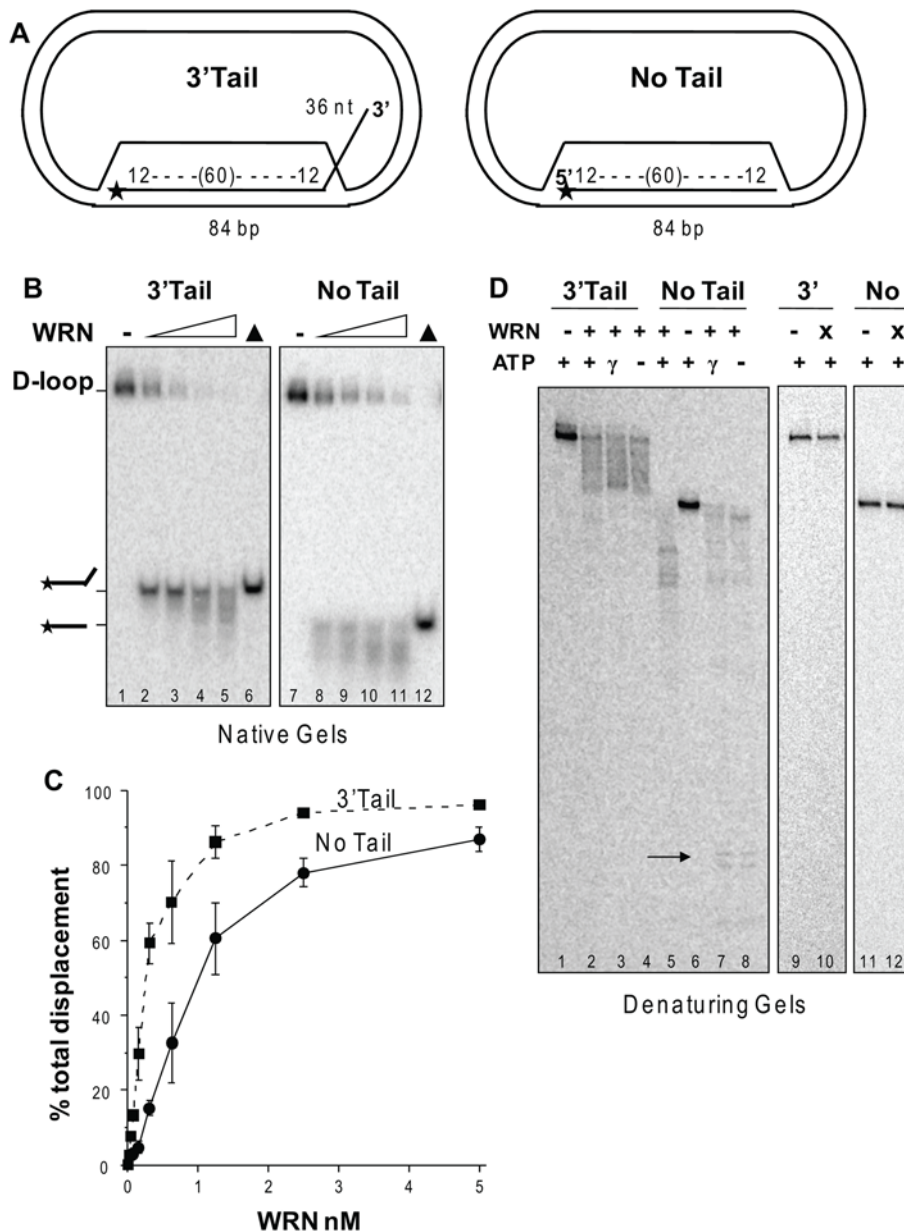 A
3'Tail
No Tail
36 nt
3'
12----(60)-----12
5'12----(60)-----12
84 bp
84 bp
B
3'Tail
No Tail
WRN
-
▲
-
▲
D-loop
1 2 3 4 5 6
7 8 9 10 11 12
Native Gels
C
100
80
60
40
20
0
% total displacement
3'Tail
No Tail
0 1 2 3 4 5
WRN nM
D
3'Tail No Tail 3' No
WRN - + + + + - + + - x - x
ATP + + γ - + + γ - + + + +
1 2 3 4 5 6 7 8 9 10 11 12
Denaturing Gels